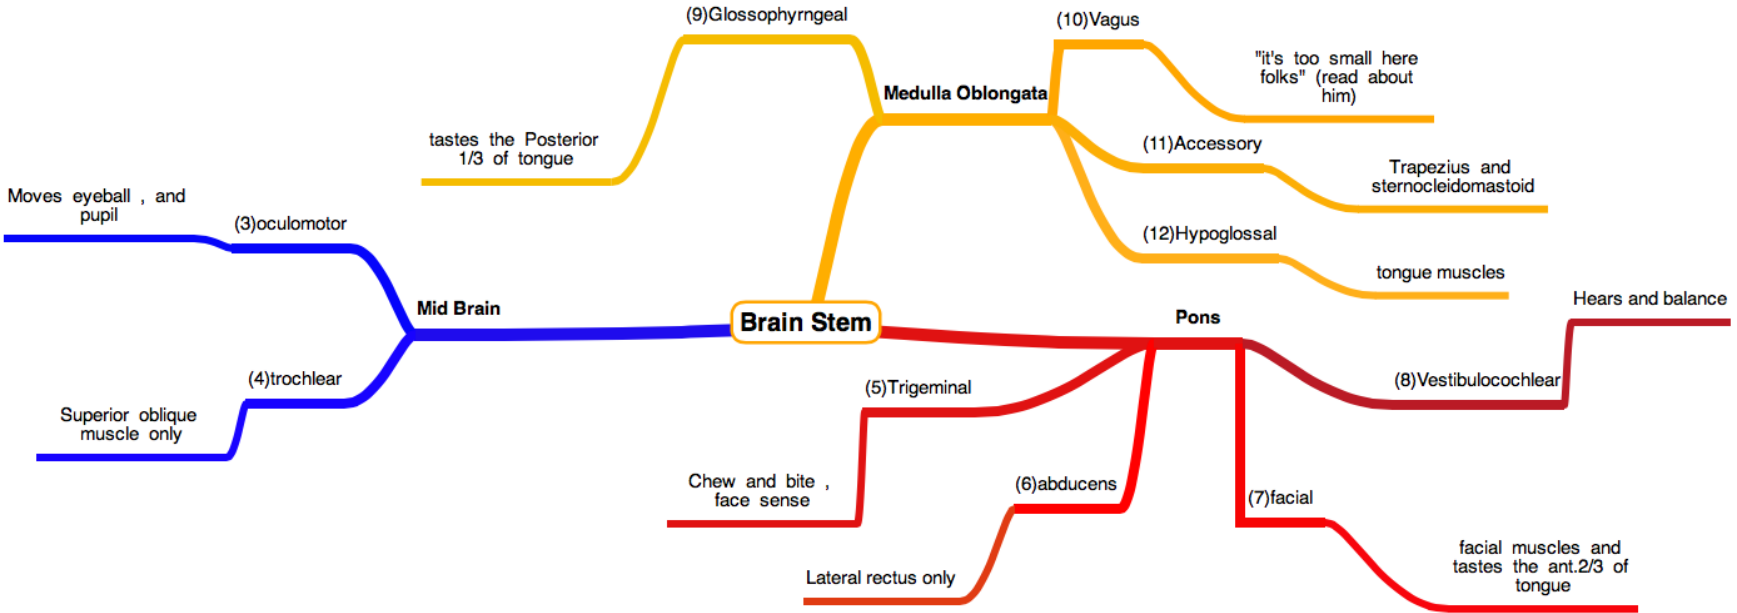 (9)Glossophyrngeal
(10)Vagus
"it's too small here
folks" (read about
him)
Medulla Oblongata
tastes the Posterior
1/3 of tongue
(11)Accessory
Trapezius and
sternocleidomastoid
Moves eyeball , and
pupil
(3)oculomotor
(12)Hypoglossal
tongue muscles
Mid Brain
Brain Stem
Pons
Hears and balance
(4)trochlear
(5)Trigeminal
(8)Vestibulocochlear
Superior oblique
muscle only
Chew and bite ,
face sense
(6)abducens
(7)facial
Lateral rectus only
facial muscles and
tastes the ant.2/3 of
tongue